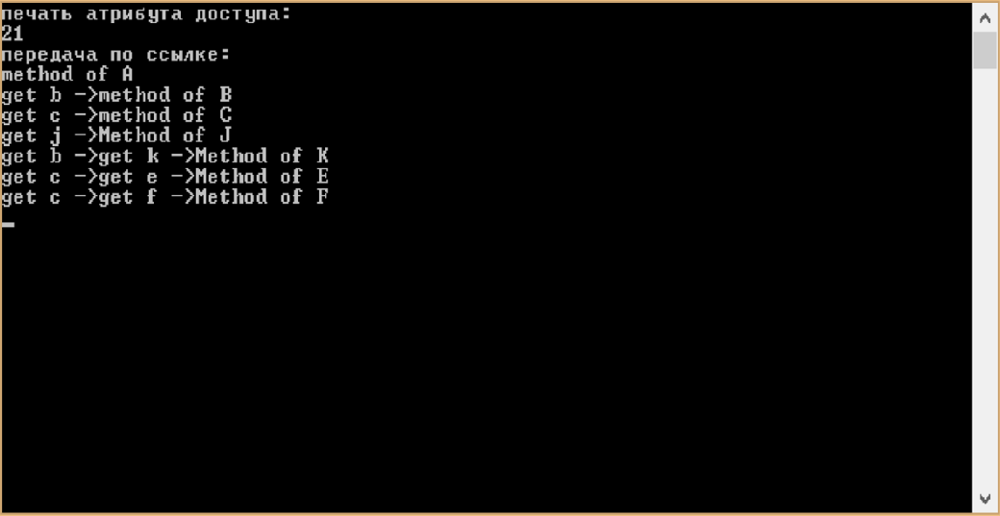 печать атрибута доступа:
21
передача по ссылке:
method of A
get b ->method of B
get c ->method of C
get j ->Method of J
get b ->get k ->Method of K
get c ->get e ->Method of E
get c ->get f ->Method of F